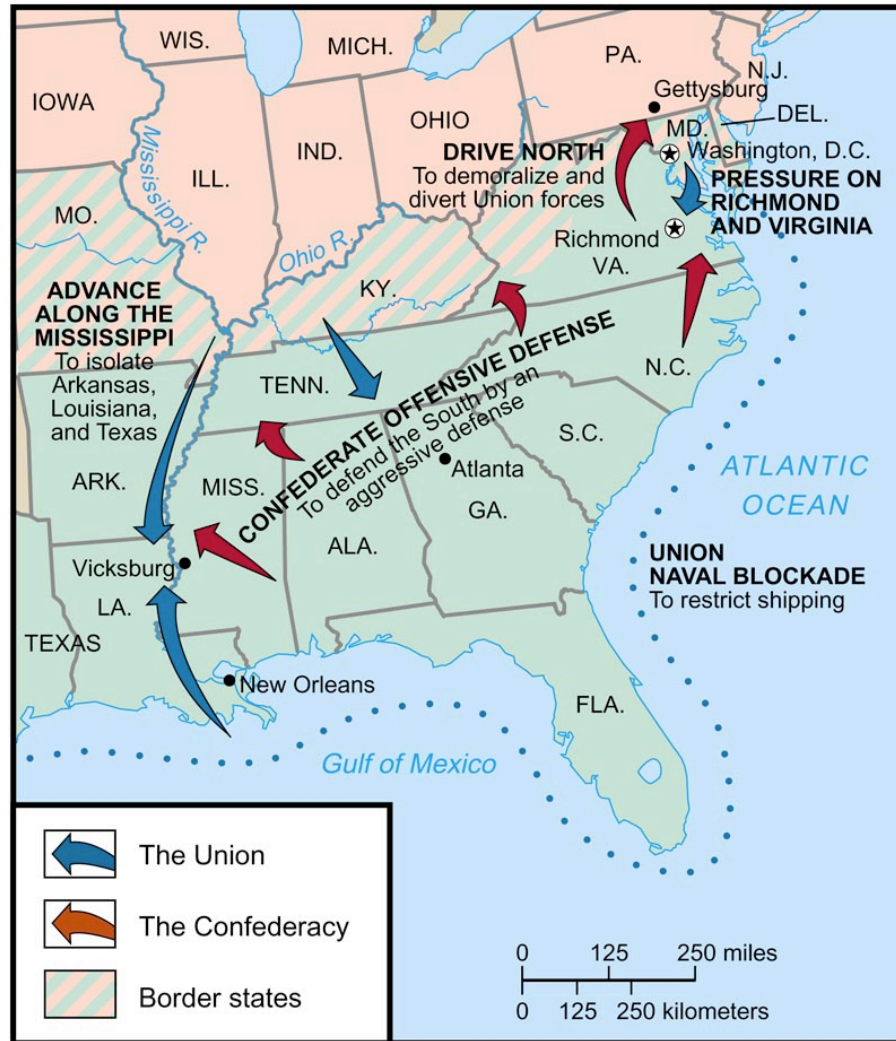 WIS.
MICH.
PA.
N.J.
IOWA
Gettysburg
OHIO
DEL.
MD.
IND.
ILL.
Mississippi R.
DRIVE NORTH
To demoralize and
divert Union forces
Washington, D.C.
PRESSURE ON
RICHMOND
AND VIRGINIA
MO.
Ohio R.
Richmond
VA.
KY.
ADVANCE
ALONG THE
MISSISSIPPI
To isolate
Arkansas,
Louisiana,
and Texas
TENN.
N.C.
CONFEDERATE OFFENSIVE DEFENSE
To defend the South by an
aggressive defense
S.C.
ATLANTIC
OCEAN
ARK.
MISS.
Atlanta
GA.
ALA.
UNION
NAVAL BLOCKADE
To restrict shipping
Vicksburg
LA.
TEXAS
New Orleans
FLA.
Gulf of Mexico
The Union
The Confederacy
Border states
0 125 250 miles
0 125 250 kilometers